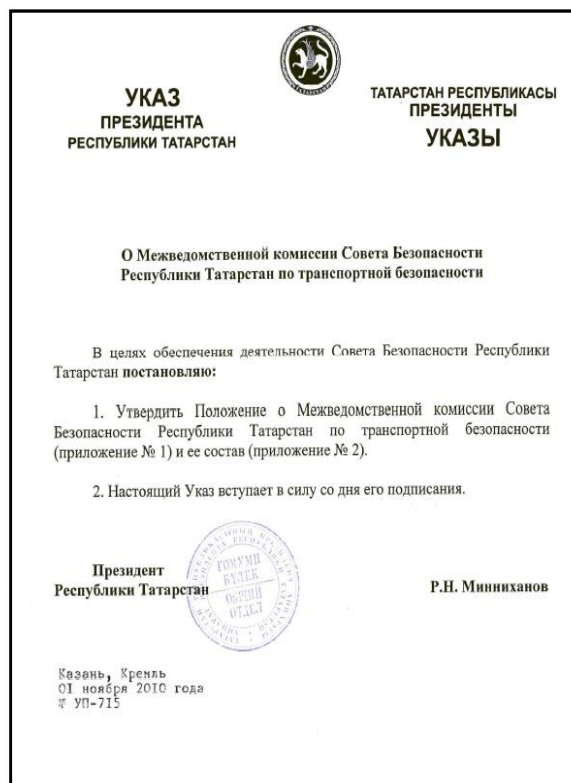 УКАЗ
ПРЕЗИДЕНТА
РЕСПУБЛИКИ ТАТАРСТАН
ТАТАРСТАН РЕСПУБЛИКАСЫ
ПРЕЗИДЕНТЫ
УКАЗЫ
О Межведомственной комиссии Совета Безопасности
Республики Татарстан по транспортной безопасности
В целях обеспечения деятельности Совета Безопасности Республики
Татарстан постановляю:
1. Утвердить Положение о Межведомственной комиссии Совета
Безопасности Республики Татарстан по транспортной безопасности
(приложение № 1) и ее состав (приложение № 2).
2. Настоящий Указ вступает в силу со дня его подписания.
Президент
Республики Татарстан
ГОМУМИ
БҮЛЕК
ОБЩИЙ
ОТДЕЛ
Р.Н. Минниханов
Казань, Кремль
01 ноября 2010 года
№ УП-715